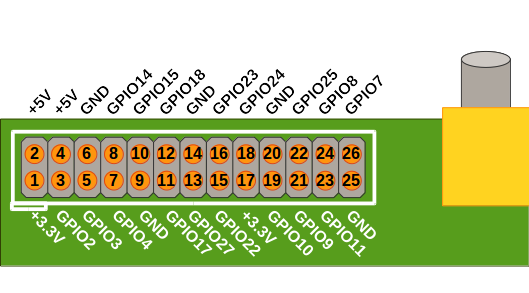 +5V +5V GND GPIO14 GPIO15 GPIO18 GND GPIO23 GPIO24 GND GPIO25 GPIO8 GPIO7
2 4 6 8 10 12 14 16 18 20 22 24 26
1 3 5 7 9 11 13 15 17 19 21 23 25
+3.3V GPIO2 GPIO3 GPIO4 GND GPIO17 GPIO27 GPIO22 +3.3V GPIO10 GPIO9 GPIO11 GND